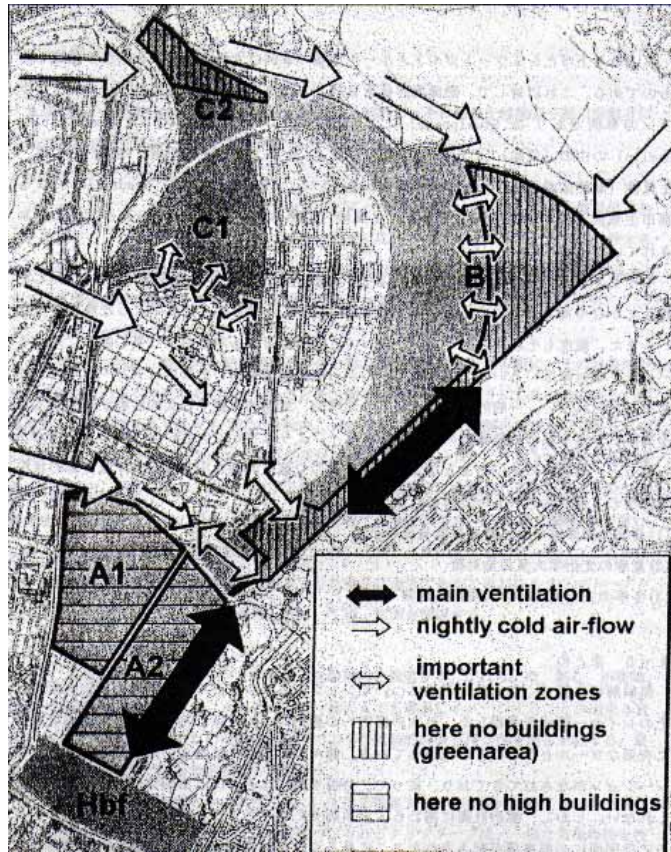 C2
C1
B
A1
A2
Hbf
main ventilation
nightly cold air-flow
important
ventilation zones
here no buildings
(greenarea)
here no high buildings